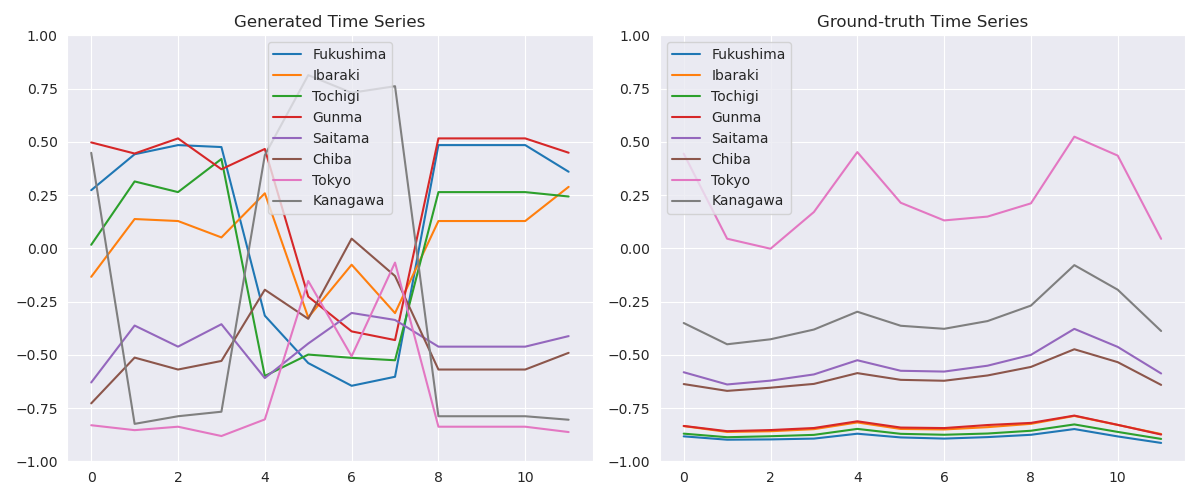 Generated Time Series
1.00
0.75
0.50
0.25
0.00
−0.25
−0.50
−0.75
−1.00
0 2 4 6 8 10
Fukushima
Ibaraki
Tochigi
Gunma
Saitama
Chiba
Tokyo
Kanagawa
Ground-truth Time Series
1.00
0.75
0.50
0.25
0.00
−0.25
−0.50
−0.75
−1.00
0 2 4 6 8 10
Fukushima
Ibaraki
Tochigi
Gunma
Saitama
Chiba
Tokyo
Kanagawa